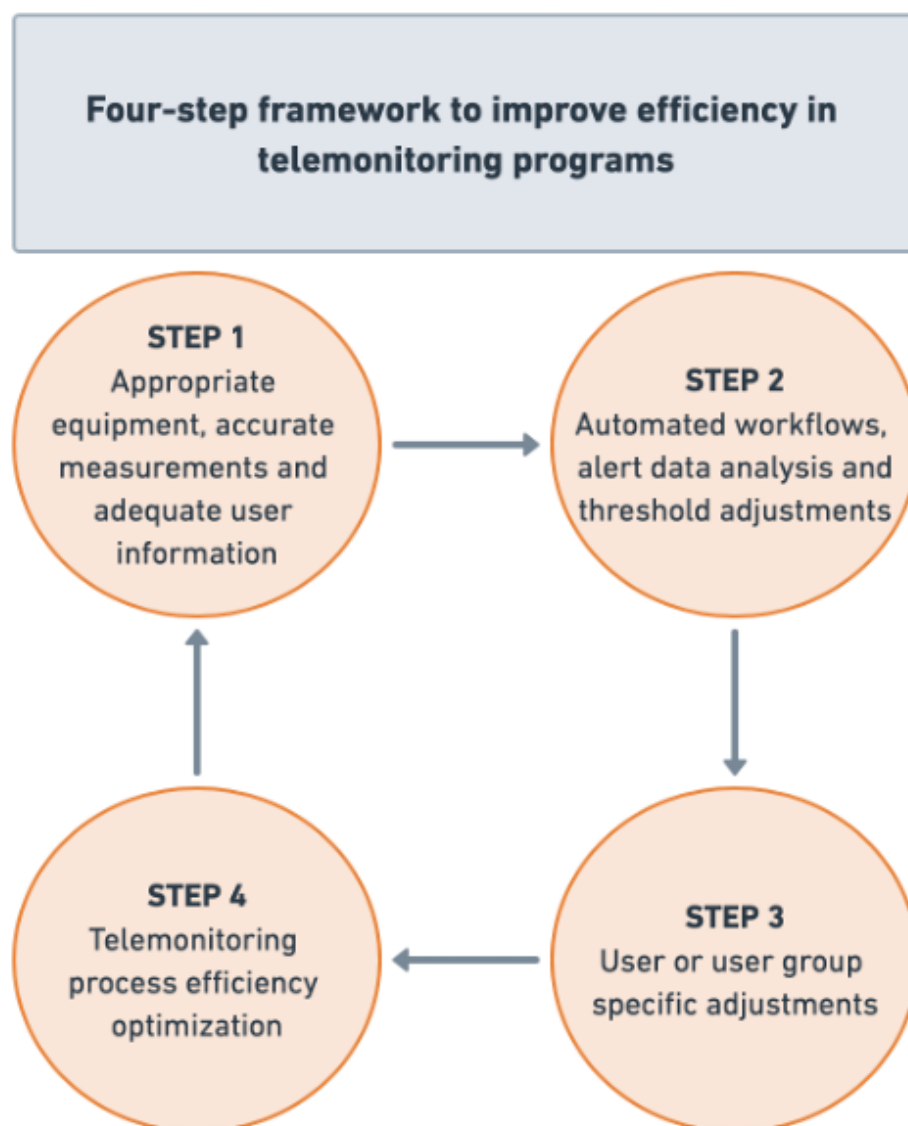 Four-step framework to improve efficiency in
telemonitoring programs
STEP 1
Appropriate
equipment, accurate
measurements and
adequate user
information
STEP 2
Automated workflows,
alert data analysis and
threshold adjustments
STEP 3
User or user group
specific adjustments
STEP 4
Telemonitoring
process efficiency
optimization